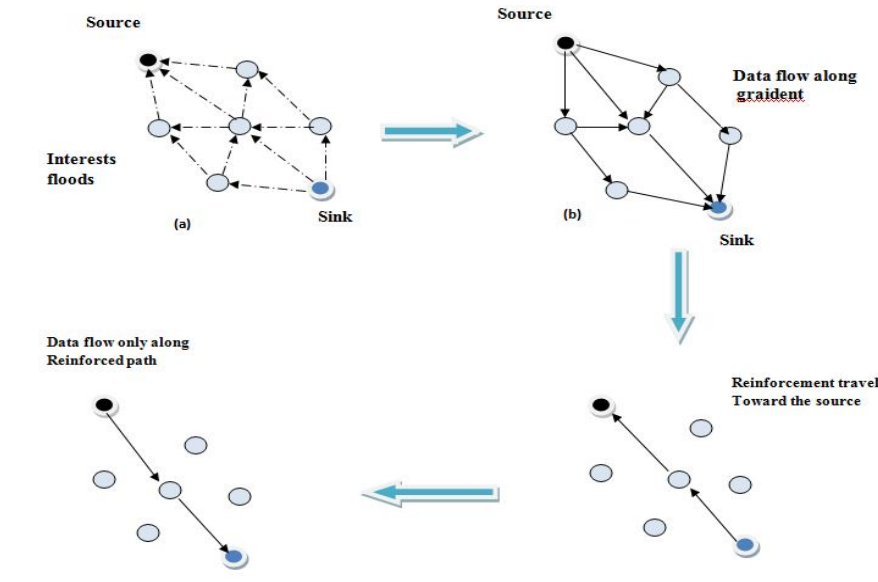 Source
Interests
floods
(a)
Sink
Source
Data flow along
graident
(b)
Sink
Reinforcement travel
Toward the source
Data flow only along
Reinforced path